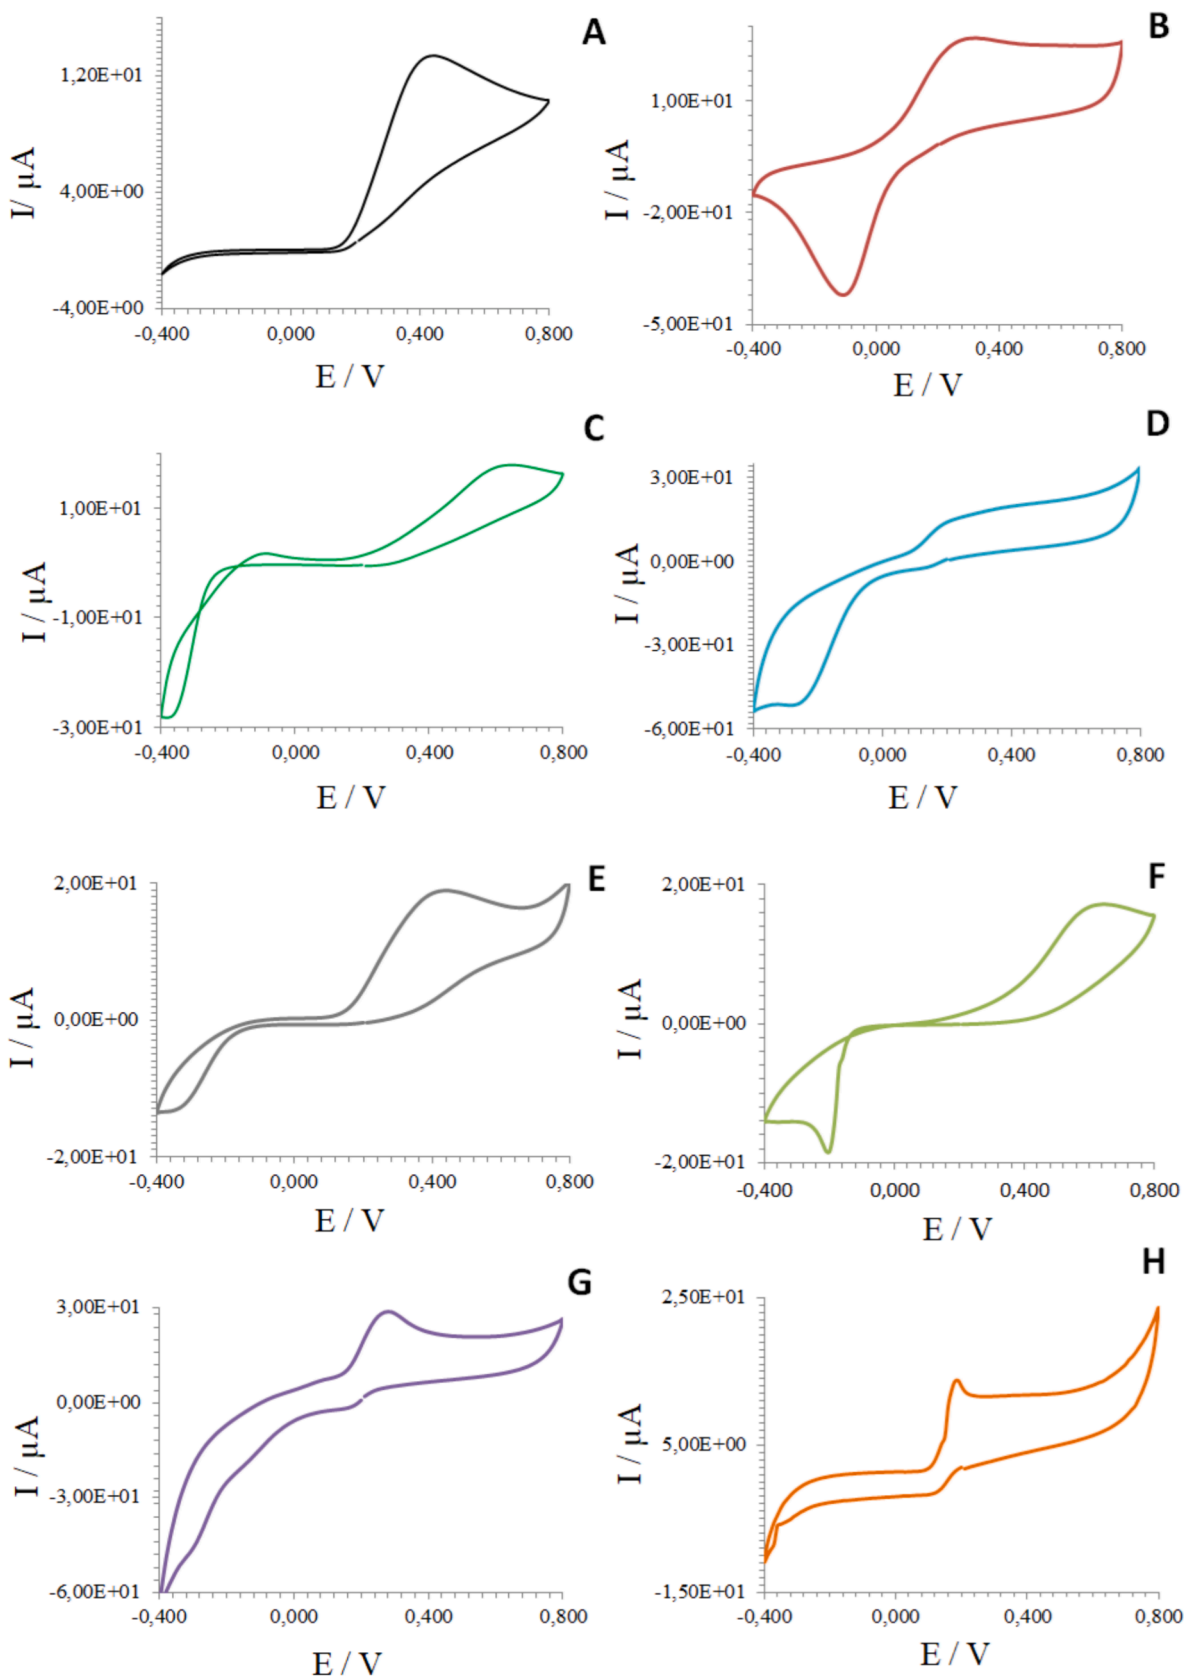 A
1,20E+01
4,00E+00
-4,00E+00
-0,400 0,000 0,400 0,800
I/ µA
E / V
B
1,00E+01
-2,00E+01
-5,00E+01
-0,400 0,000 0,400 0,800
I / µA
E / V
C
1,00E+01
-1,00E+01
-3,00E+01
-0,400 0,000 0,400 0,800
I / µA
E / V
D
3,00E+01
0,00E+00
-3,00E+01
-6,00E+01
-0,400 0,000 0,400 0,800
I / µA
E / V
E
2,00E+01
0,00E+00
-2,00E+01
-0,400 0,000 0,400 0,800
I / µA
E / V
F
2,00E+01
0,00E+00
-2,00E+01
-0,400 0,000 0,400 0,800
I / µA
E / V
G
3,00E+01
0,00E+00
-3,00E+01
-6,00E+01
-0,400 0,000 0,400 0,800
I / µA
E / V
H
2,50E+01
5,00E+00
-1,50E+01
-0,400 0,000 0,400 0,800
I / µA
E / V